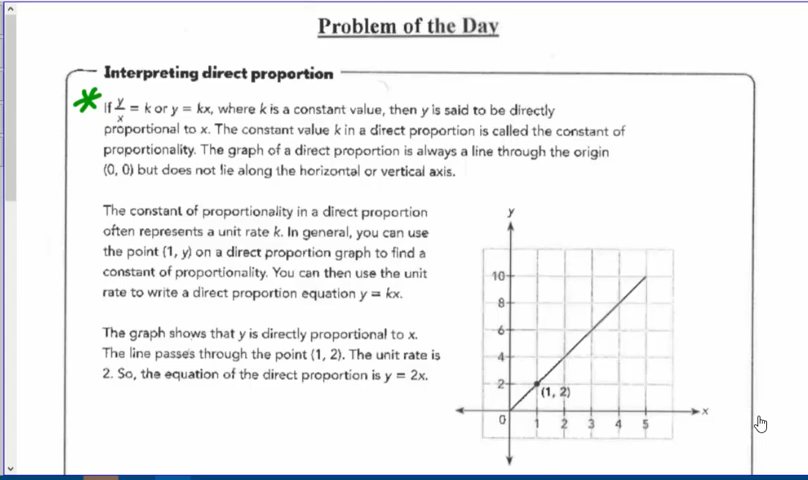 Problem of the Day
Interpreting direct proportion
If y/x = k or y = kx, where k is a constant value, then y is said to be directly
proportional to x. The constant value k in a direct proportion is called the constant of
proportionality. The graph of a direct proportion is always a line through the origin
(0, 0) but does not lie along the horizontal or vertical axis.
The constant of proportionality in a direct proportion
often represents a unit rate k. In general, you can use
the point (1, y) on a direct proportion graph to find a
constant of proportionality. You can then use the unit
rate to write a direct proportion equation y = kx.
The graph shows that y is directly proportional to x.
The line passes through the point (1, 2). The unit rate is
2. So, the equation of the direct proportion is y = 2x.
y
10
8
6
4
2
(1, 2)
x
0 1 2 3 4 5